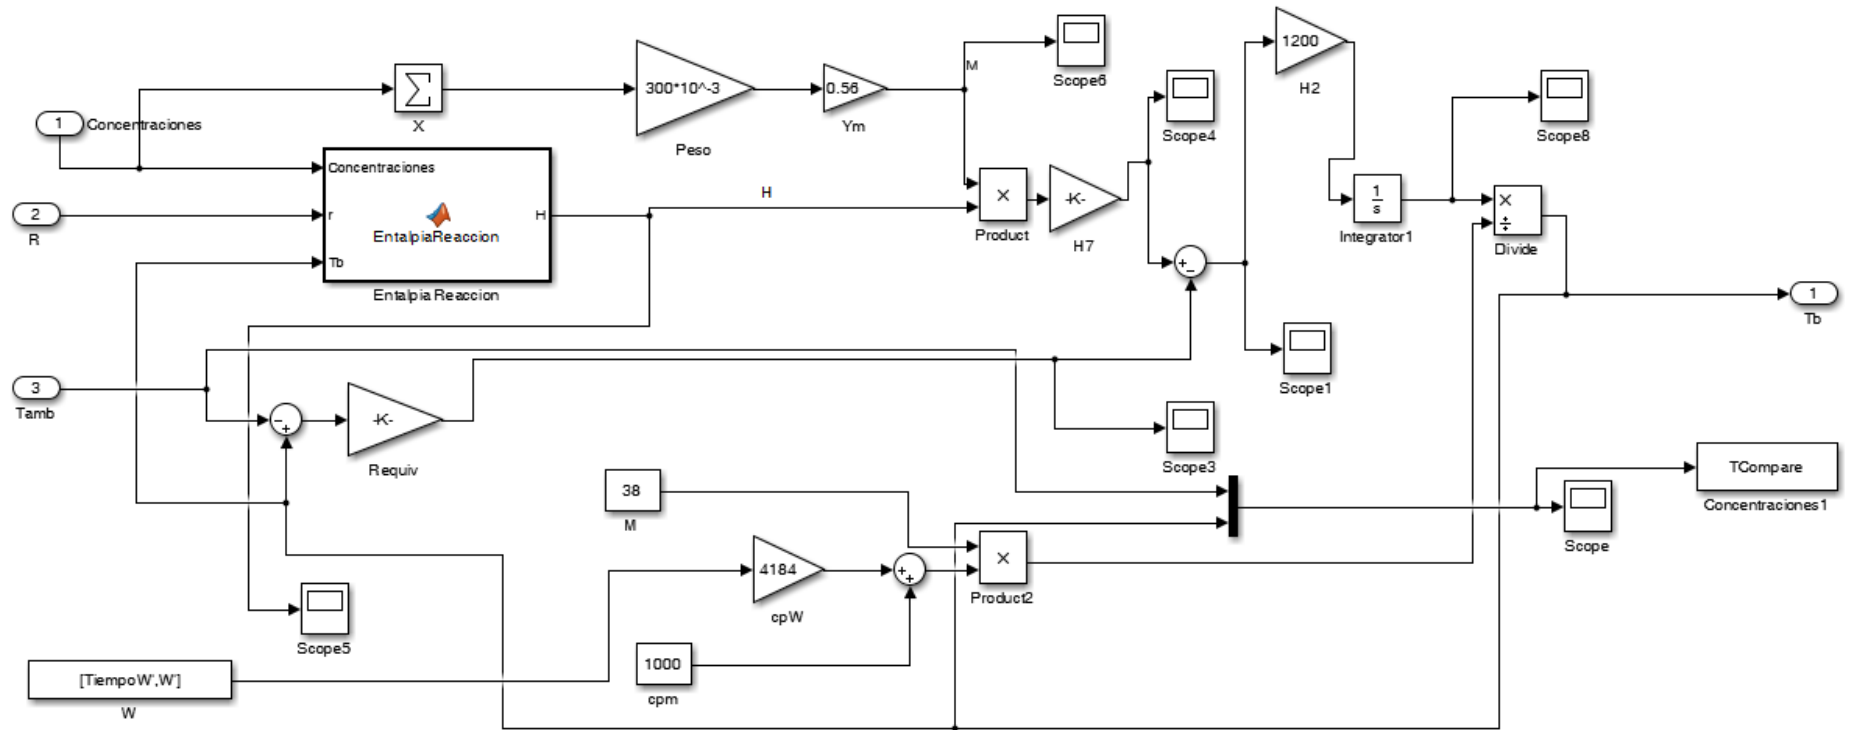 1
Concentraciones
2
R
3
Tamb
X
300*10^-3
Peso
0.56
Ym
M
Scope6
Concentraciones
r
Tb
H
EntalpiaReaccion
Entalpia Reaccion
H
×
Product
-K-
H7
Scope4
1200
H2
1
s
Integrator1
Scope8
×
÷
Divide
+
−
Scope1
1
Tb
−
+
-K-
Requiv
Scope3
38
M
4184
cpW
+
+
×
Product2
1000
cpm
Scope5
[TiempoW',W']
W
TCompare
Concentraciones1
Scope